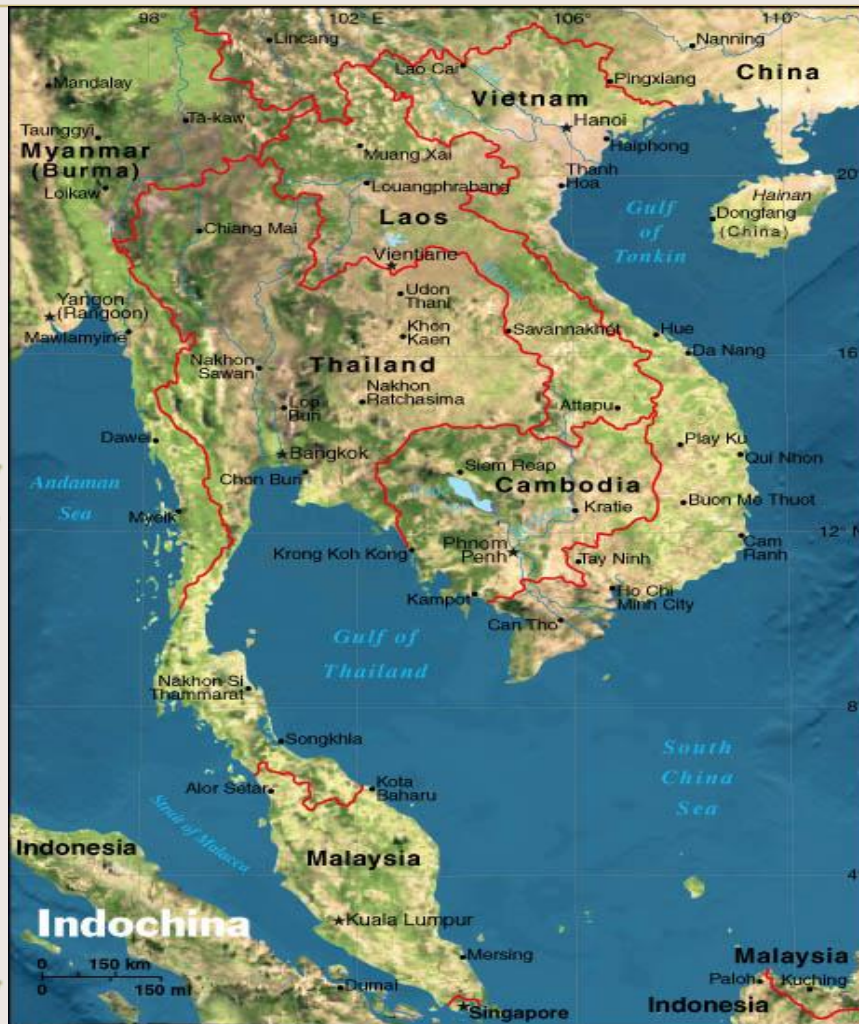 98°
102° E
106°
110°
Lincang
Nanning
Lao Cai
China
Mandalay
Pingxiang
Vietnam
Ta-kaw
Hanoi
Taunggyi
Haiphong
Myanmar
(Burma)
Muang Xai
Thanh
Hoa
20°
Loikaw
Louangphrabang
Hainan
Laos
Gulf
of
Tonkin
Dongfang
(China)
Chiang Mai
Vientiane
Udon
Thani
Yangon
(Rangoon)
Mawlamyine
Khon
Kaen
Savannakhet
Hue
Da Nang
16°
Thailand
Nakhon
Sawan
Nakhon
Ratchasima
Lop
Buri
Attapu
Dawei
Bangkok
Play Ku
Qui Nhon
Chon Buri
Siem Reap
Cambodia
Andaman
Sea
Kratie
Buon Me Thuot
Myeik
12° N
Krong Koh Kong
Phnom
Penh
Cam
Ranh
Tay Ninh
Kampot
Ho Chi
Minh City
Can Tho
Gulf of
Thailand
Nakhon Si
Thammarat
8°
Songkhla
South
China
Sea
Alor Setar
Kota
Baharu
Strait of Malacca
Indonesia
Malaysia
4°
Indochina
Kuala Lumpur
0 150 km
0 150 mi
Mersing
Malaysia
Dumai
Paloh
Kuching
Singapore
Indonesia